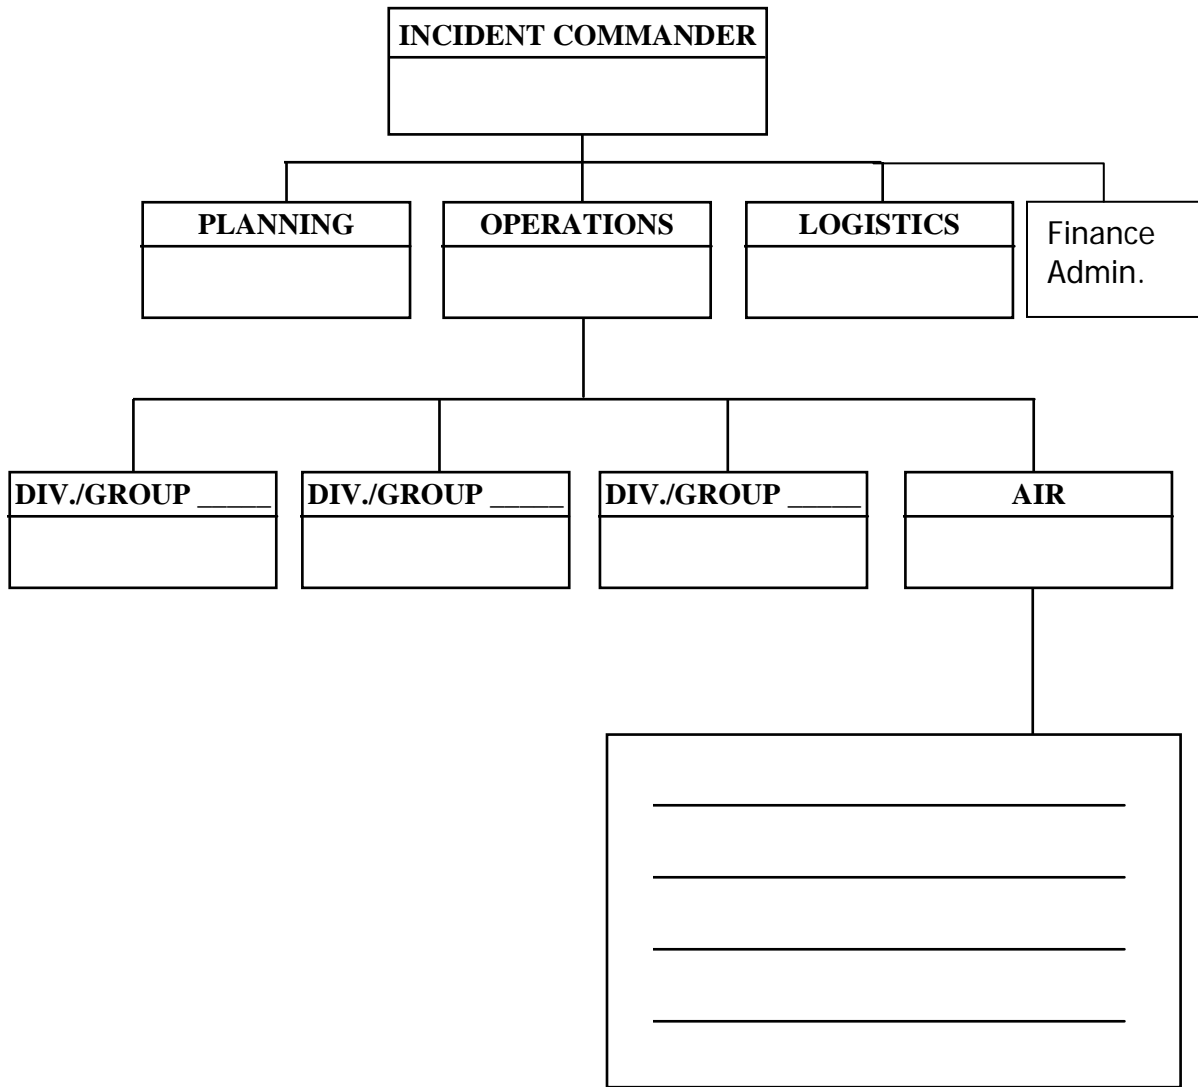 INCIDENT COMMANDER
PLANNING
OPERATIONS
LOGISTICS
Finance
Admin.
DIV./GROUP _____
DIV./GROUP _____
DIV./GROUP _____
AIR